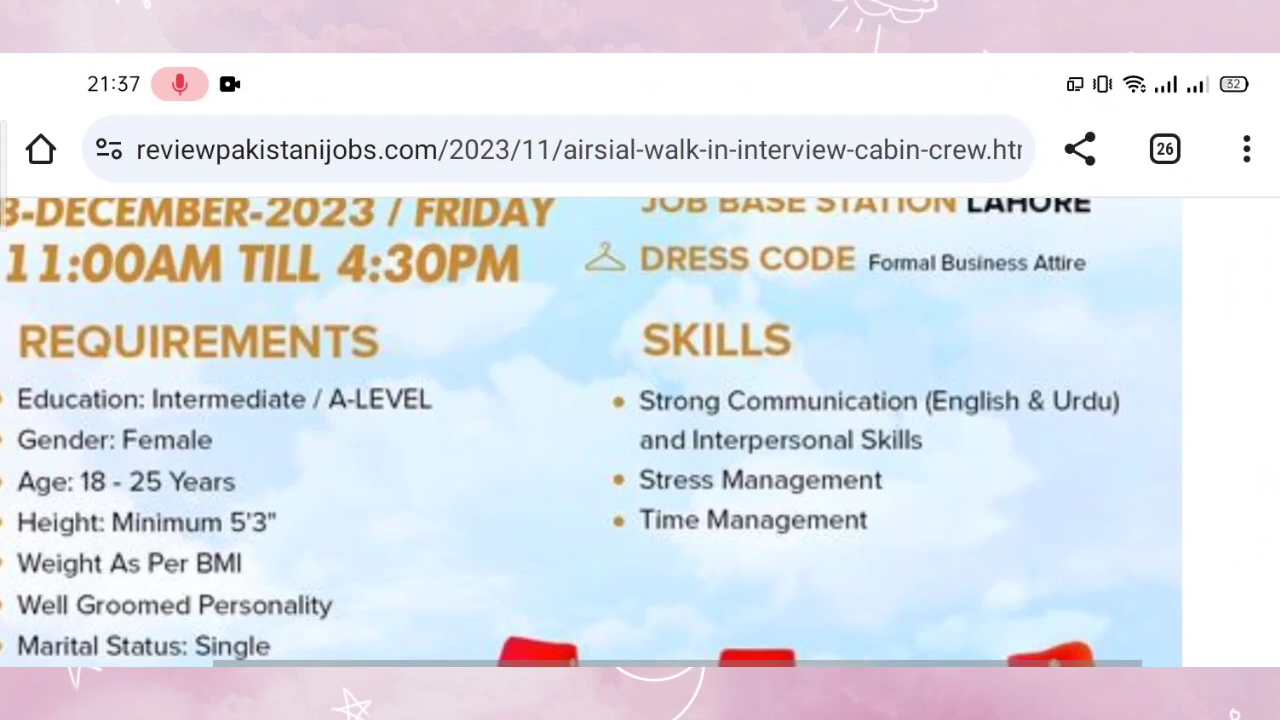 21:37
32
reviewpakistanijobs.com/2023/11/airsial-walk-in-interview-cabin-crew.htr
26
-DECEMBER-2023 / FRIDAY
11:00AM TILL 4:30PM
JOB BASE STATION LAHORE
DRESS CODE Formal Business Attire
REQUIREMENTS
• Education: Intermediate / A-LEVEL
• Gender: Female
• Age: 18 - 25 Years
• Height: Minimum 5'3"
• Weight As Per BMI
• Well Groomed Personality
• Marital Status: Single
SKILLS
• Strong Communication (English & Urdu)
and Interpersonal Skills
• Stress Management
• Time Management